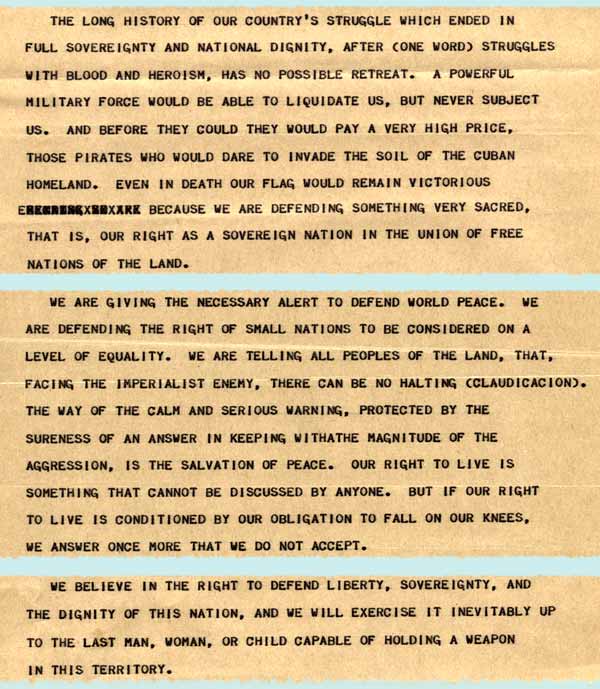 THE LONG HISTORY OF OUR COUNTRY'S STRUGGLE WHICH ENDED IN
FULL SOVEREIGNTY AND NATIONAL DIGNITY, AFTER (ONE WORD) STRUGGLES
WITH BLOOD AND HEROISM, HAS NO POSSIBLE RETREAT. A POWERFUL
MILITARY FORCE WOULD BE ABLE TO LIQUIDATE US, BUT NEVER SUBJECT
US. AND BEFORE THEY COULD THEY WOULD PAY A VERY HIGH PRICE,
THOSE PIRATES WHO WOULD DARE TO INVADE THE SOIL OF THE CUBAN
HOMELAND. EVEN IN DEATH OUR FLAG WOULD REMAIN VICTORIOUS
BECAUSE WE ARE DEFENDING SOMETHING VERY SACRED,
THAT IS, OUR RIGHT AS A SOVEREIGN NATION IN THE UNION OF FREE
NATIONS OF THE LAND.
WE ARE GIVING THE NECESSARY ALERT TO DEFEND WORLD PEACE. WE
ARE DEFENDING THE RIGHT OF SMALL NATIONS TO BE CONSIDERED ON A
LEVEL OF EQUALITY. WE ARE TELLING ALL PEOPLES OF THE LAND, THAT,
FACING THE IMPERIALIST ENEMY, THERE CAN BE NO HALTING (CLAUDICACION).
THE WAY OF THE CALM AND SERIOUS WARNING, PROTECTED BY THE
SURENESS OF AN ANSWER IN KEEPING WITHATHE MAGNITUDE OF THE
AGGRESSION, IS THE SALVATION OF PEACE. OUR RIGHT TO LIVE IS
SOMETHING THAT CANNOT BE DISCUSSED BY ANYONE. BUT IF OUR RIGHT
TO LIVE IS CONDITIONED BY OUR OBLIGATION TO FALL ON OUR KNEES,
WE ANSWER ONCE MORE THAT WE DO NOT ACCEPT.
WE BELIEVE IN THE RIGHT TO DEFEND LIBERTY, SOVEREIGNTY, AND
THE DIGNITY OF THIS NATION, AND WE WILL EXERCISE IT INEVITABLY UP
TO THE LAST MAN, WOMAN, OR CHILD CAPABLE OF HOLDING A WEAPON
IN THIS TERRITORY.